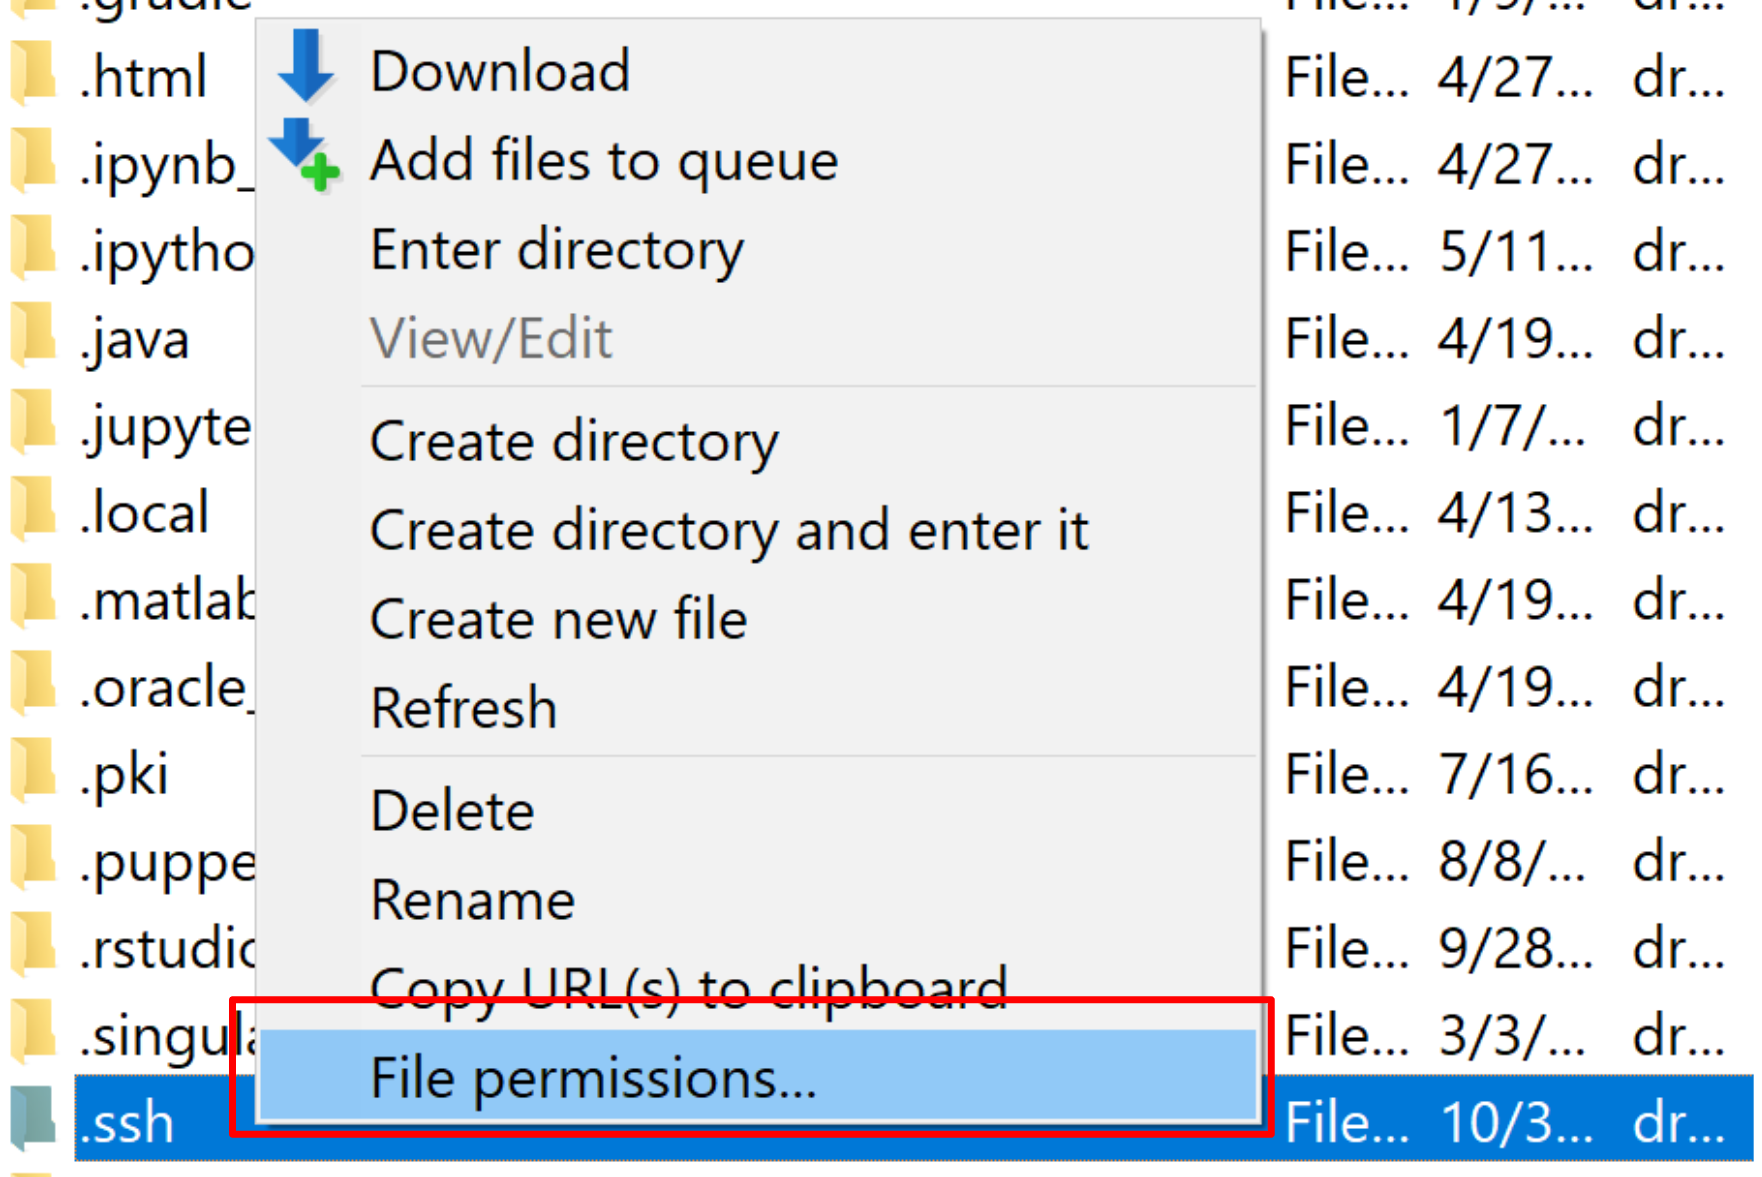 .gradle File... 1/9/... dr...
.html File... 4/27... dr...
.ipynb_ File... 4/27... dr...
.ipytho File... 5/11... dr...
.java File... 4/19... dr...
.jupyte File... 1/7/... dr...
.local File... 4/13... dr...
.matlab File... 4/19... dr...
.oracle_ File... 4/19... dr...
.pki File... 7/16... dr...
.puppe File... 8/8/... dr...
.rstudio File... 9/28... dr...
.singula File... 3/3/... dr...
.ssh File... 10/3... dr...
Download
Add files to queue
Enter directory
View/Edit
Create directory
Create directory and enter it
Create new file
Refresh
Delete
Rename
Copy URL(s) to clipboard
File permissions...